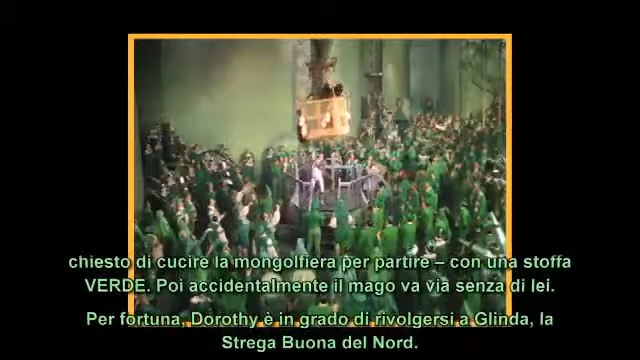 chiesto di cucire la mongolfiera per partire – con una stoffa
VERDE. Poi accidentalmente il mago va via senza di lei.
Per fortuna, Dorothy è in grado di rivolgersi a Glinda, la
Strega Buona del Nord.